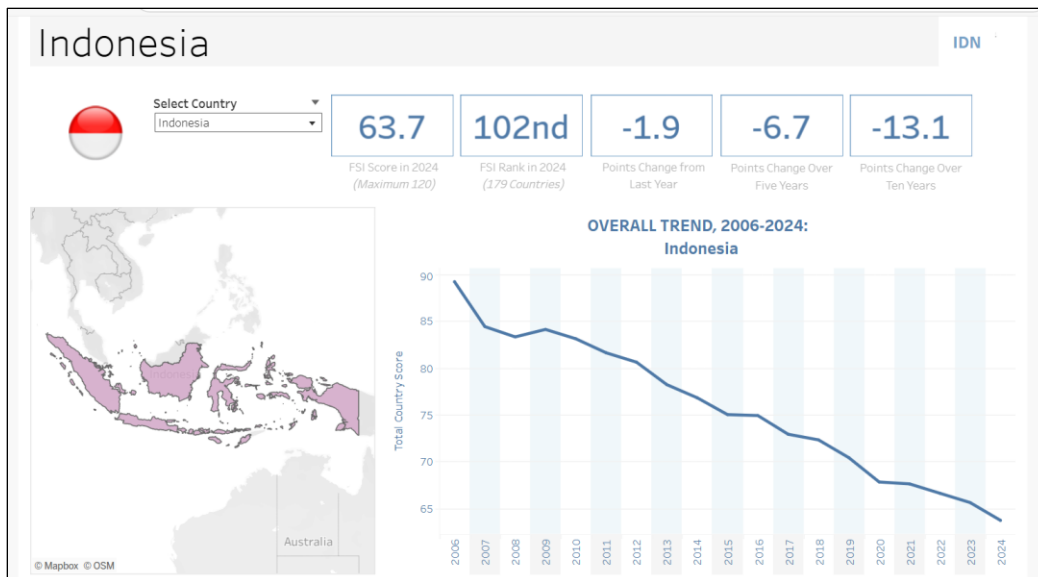 Indonesia
IDN
Select Country
Indonesia
63.7
FSI Score in 2024
(Maximum 120)
102nd
FSI Rank in 2024
(179 Countries)
-1.9
Points Change from
Last Year
-6.7
Points Change Over
Five Years
-13.1
Points Change Over
Ten Years
Indonesia
Australia
© Mapbox © OSM
OVERALL TREND, 2006-2024:
Indonesia
Total Country Score
90
85
80
75
70
65
2006
2007
2008
2009
2010
2011
2012
2013
2014
2015
2016
2017
2018
2019
2020
2021
2022
2023
2024